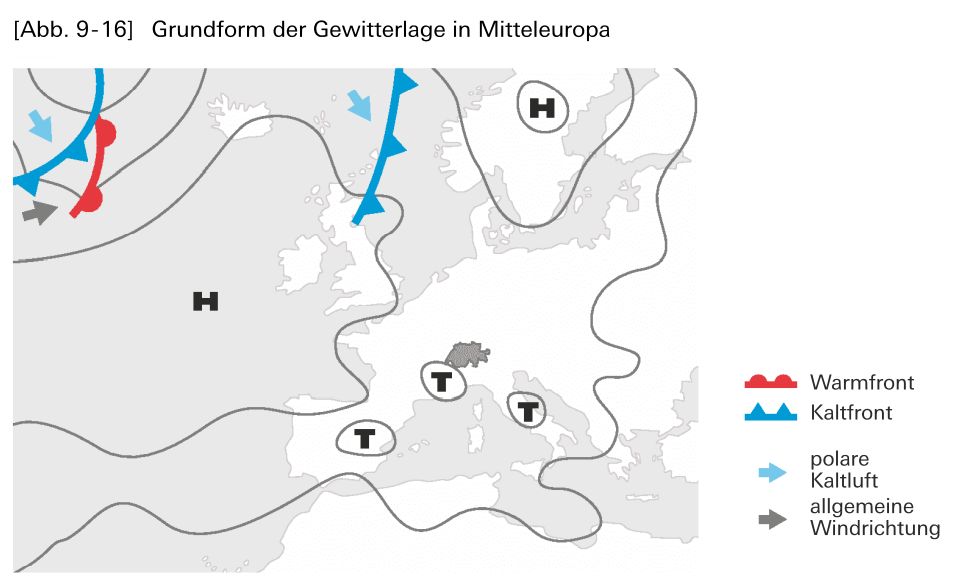 [Abb. 9-16] Grundform der Gewitterlage in Mitteleuropa
H
H
T
T
T
Warmfront
Kaltfront
polare
Kaltluft
allgemeine
Windrichtung